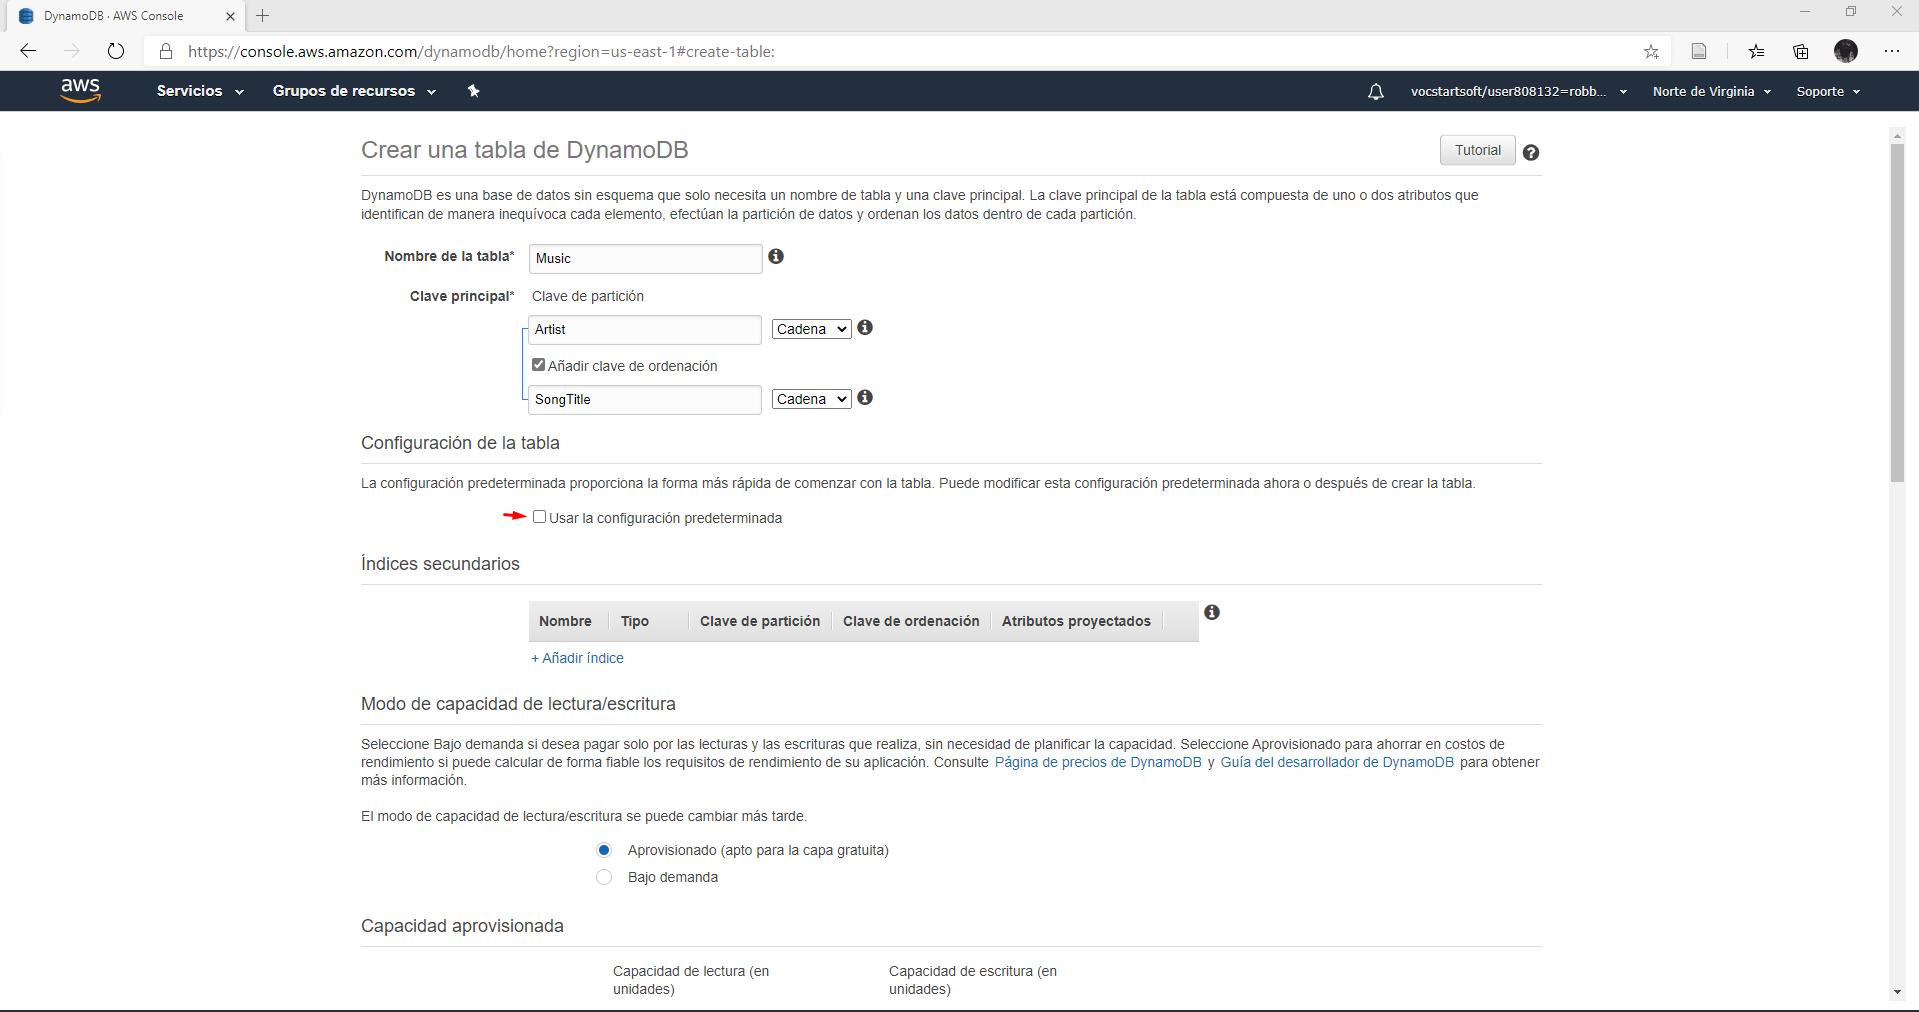 DynamoDB · AWS Console
https://console.aws.amazon.com/dynamodb/home?region=us-east-1#create-table:
aws
Servicios
Grupos de recursos
vocstartsoft/user808132=robb...
Norte de Virginia
Soporte
Crear una tabla de DynamoDB
Tutorial
DynamoDB es una base de datos sin esquema que solo necesita un nombre de tabla y una clave principal. La clave principal de la tabla está compuesta de uno o dos atributos que
identifican de manera inequívoca cada elemento, efectúan la partición de datos y ordenan los datos dentro de cada partición.
Nombre de la tabla*
Music
Clave principal*
Clave de partición
Artist
Cadena
Añadir clave de ordenación
SongTitle
Cadena
Configuración de la tabla
La configuración predeterminada proporciona la forma más rápida de comenzar con la tabla. Puede modificar esta configuración predeterminada ahora o después de crear la tabla.
Usar la configuración predeterminada
Índices secundarios
Nombre Tipo Clave de partición Clave de ordenación Atributos proyectados
+ Añadir índice
Modo de capacidad de lectura/escritura
Seleccione Bajo demanda si desea pagar solo por las lecturas y las escrituras que realiza, sin necesidad de planificar la capacidad. Seleccione Aprovisionado para ahorrar en costos de
rendimiento si puede calcular de forma fiable los requisitos de rendimiento de su aplicación. Consulte Página de precios de DynamoDB y Guía del desarrollador de DynamoDB para obtener
más información.
El modo de capacidad de lectura/escritura se puede cambiar más tarde.
Aprovisionado (apto para la capa gratuita)
Bajo demanda
Capacidad aprovisionada
Capacidad de lectura (en
unidades)
Capacidad de escritura (en
unidades)